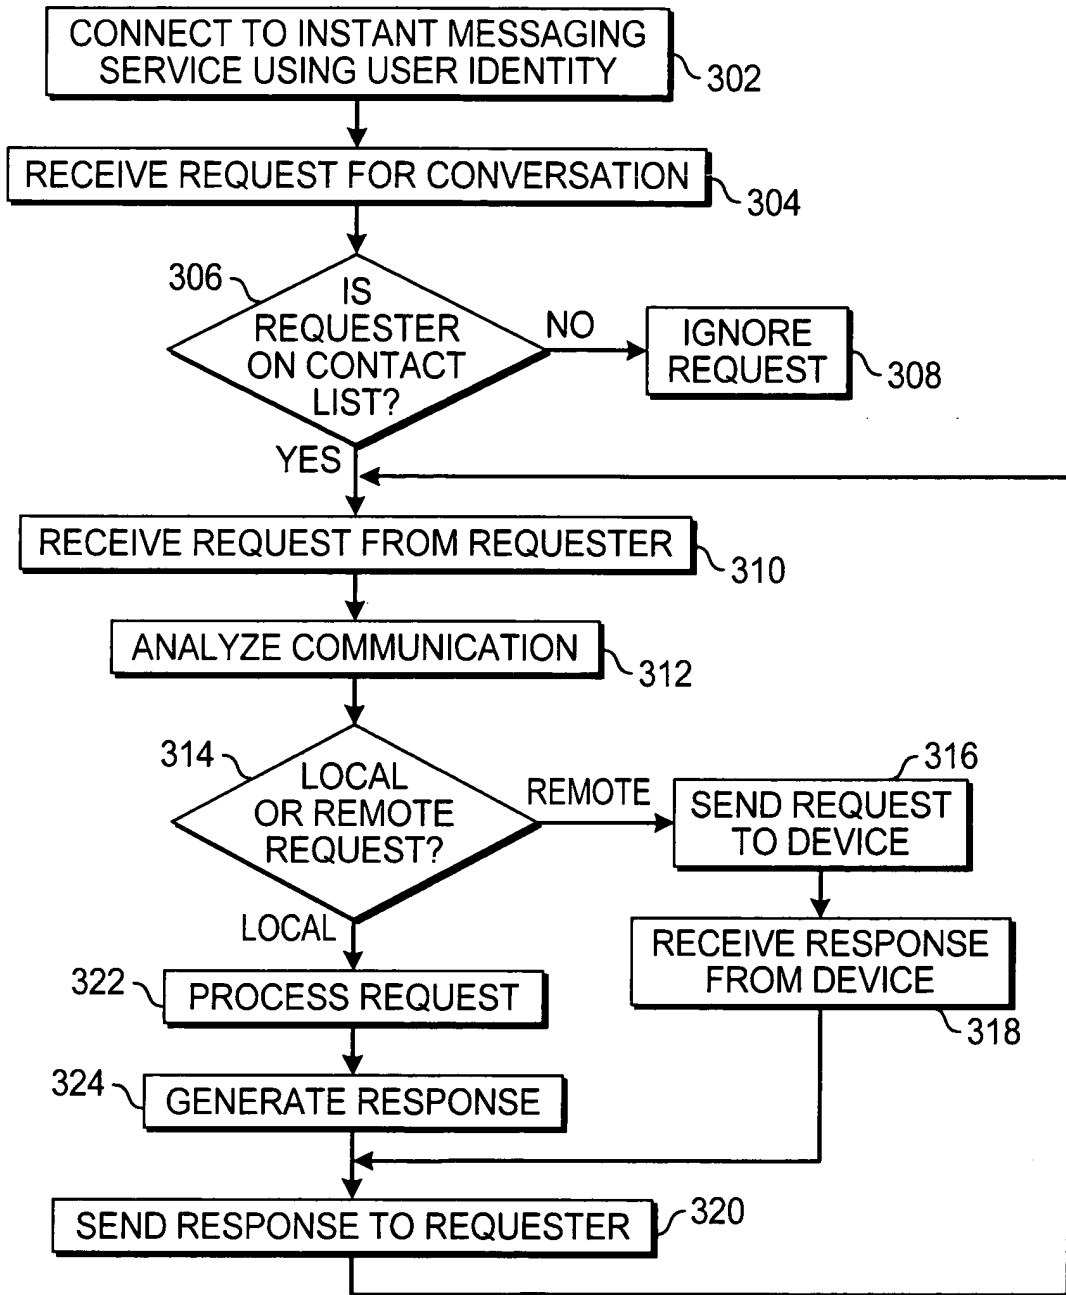 CONNECT TO INSTANT MESSAGING
SERVICE USING USER IDENTITY
302
RECEIVE REQUEST FOR CONVERSATION
304
306
IS
REQUESTER
ON CONTACT
LIST?
NO
IGNORE
REQUEST
308
YES
RECEIVE REQUEST FROM REQUESTER
310
ANALYZE COMMUNICATION
312
314
LOCAL
OR REMOTE
REQUEST?
REMOTE
316
SEND REQUEST
TO DEVICE
RECEIVE RESPONSE
FROM DEVICE
318
LOCAL
322
PROCESS REQUEST
324
GENERATE RESPONSE
SEND RESPONSE TO REQUESTER
320